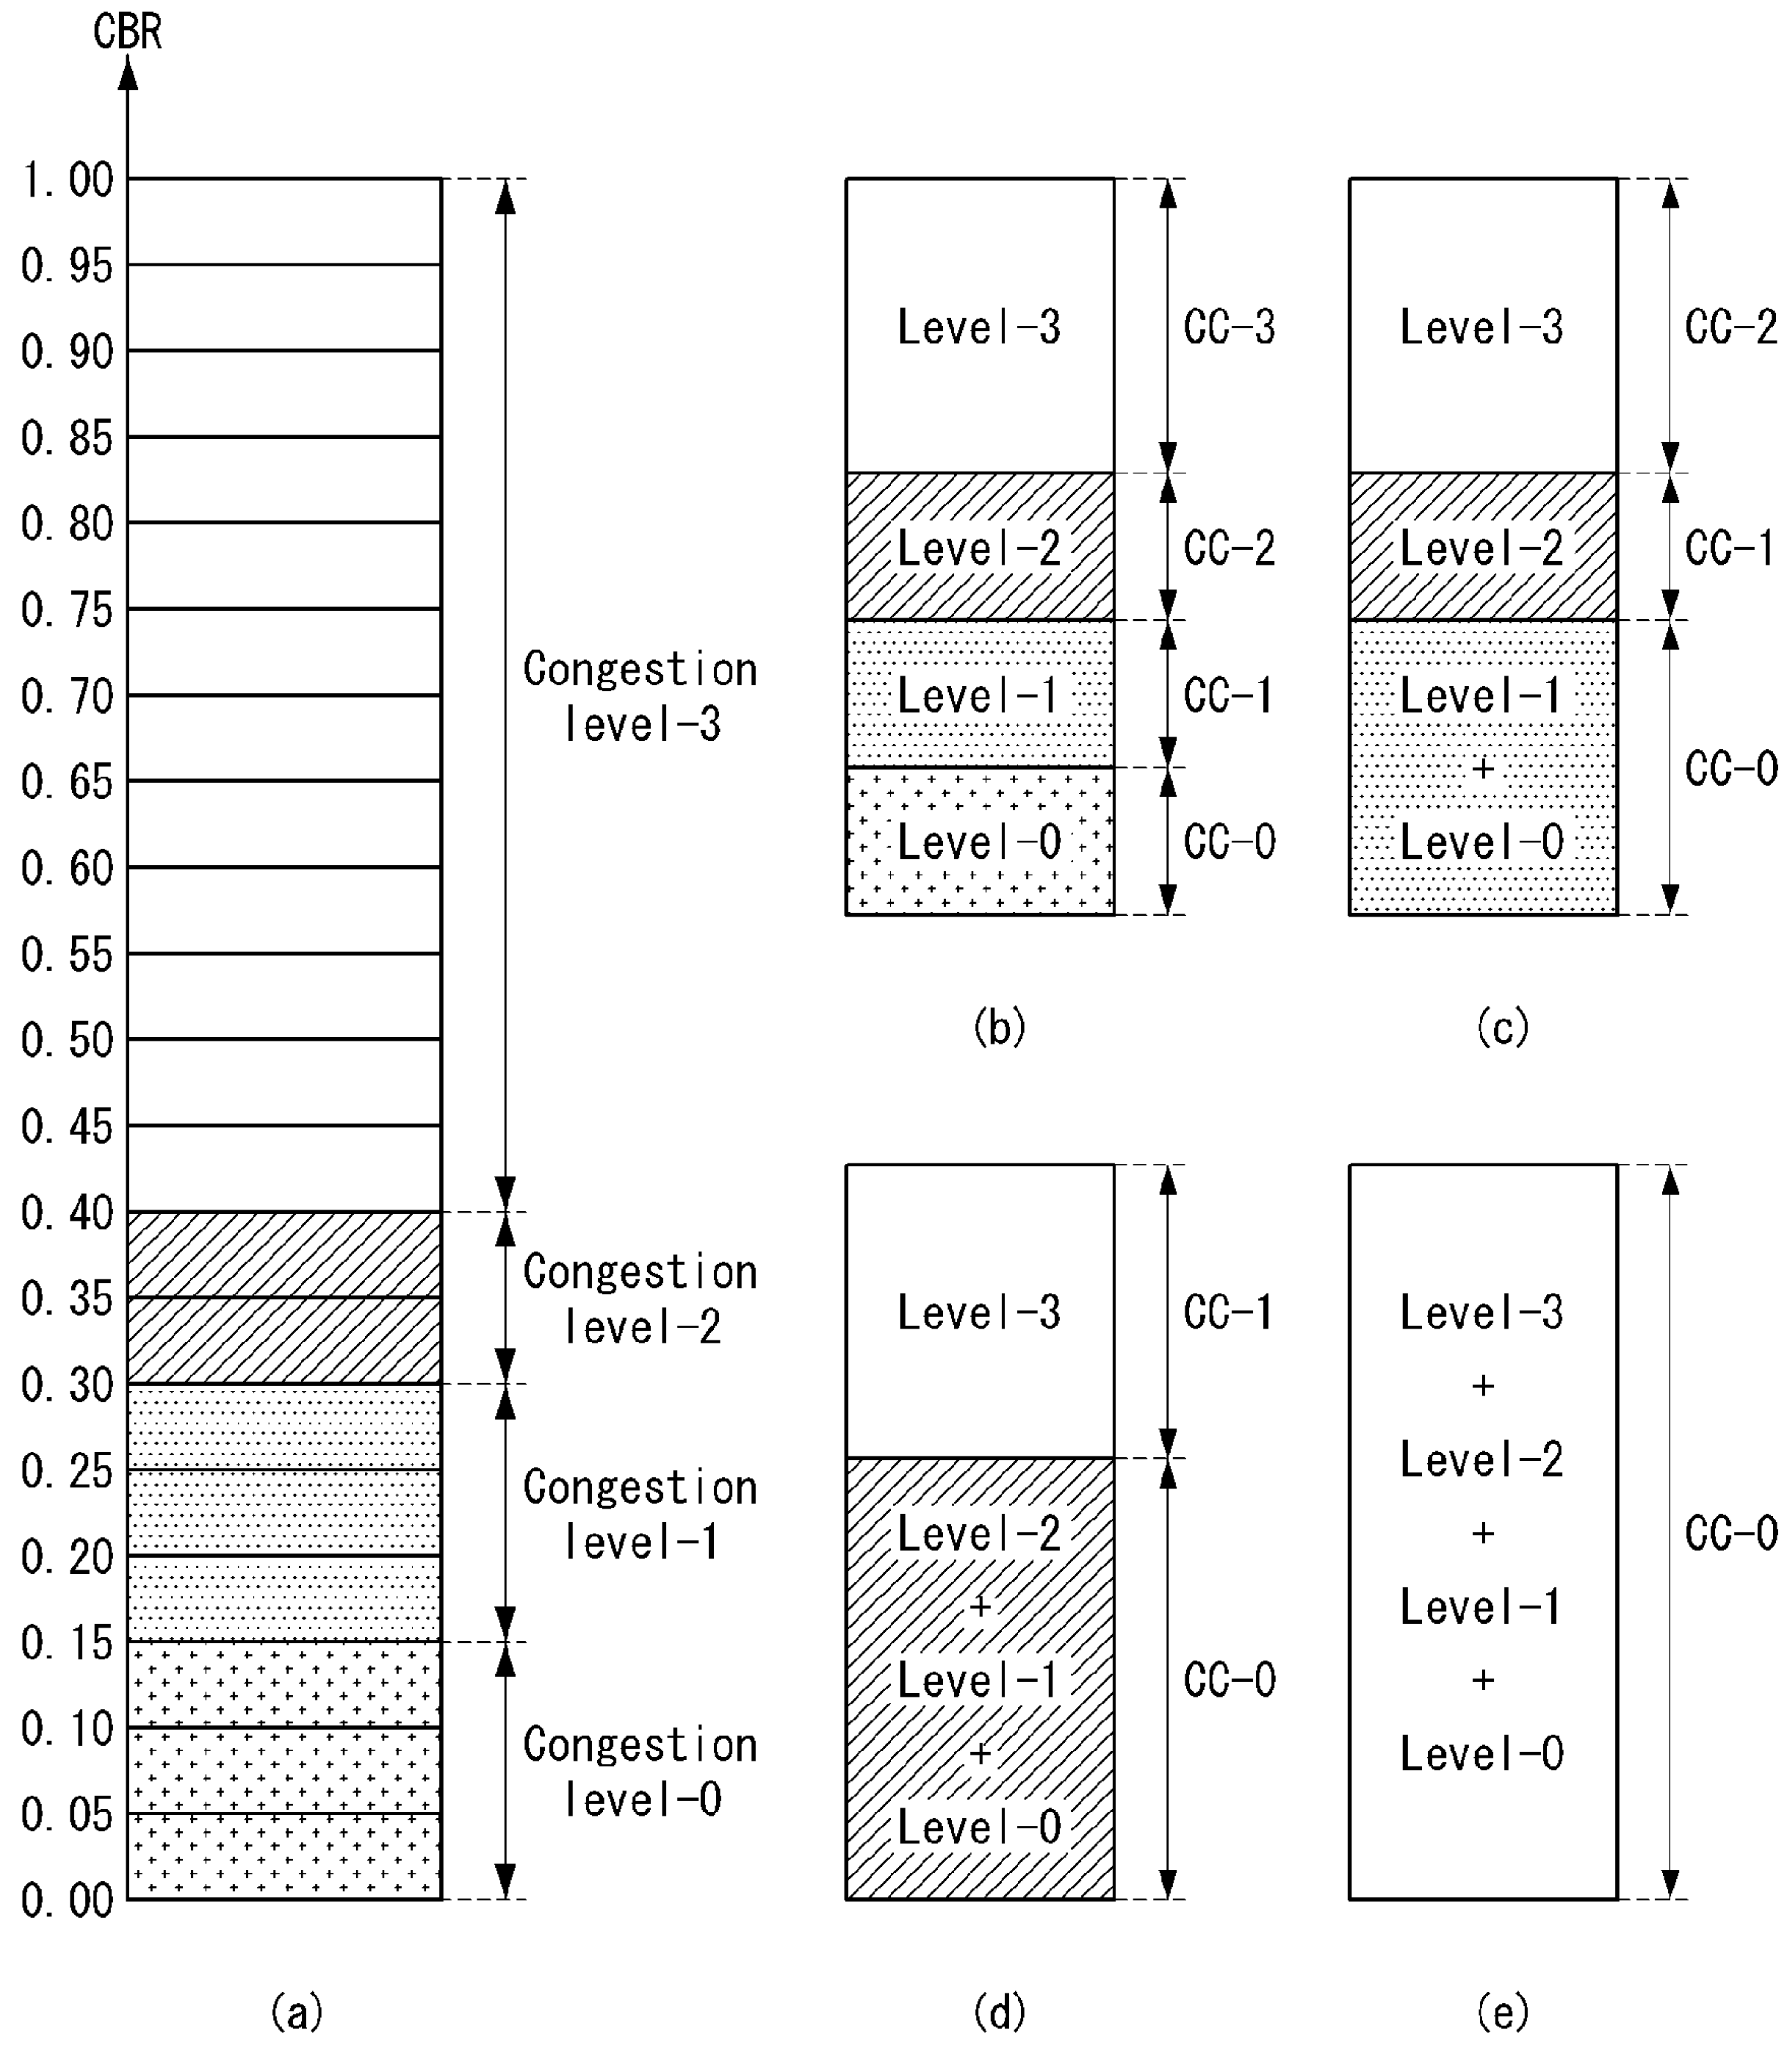 CBR
1.00
0.95
0.90
0.85
0.80
0.75
0.70
0.65
0.60
0.55
0.50
0.45
0.40
0.35
0.30
0.25
0.20
0.15
0.10
0.05
0.00
Congestion
level-3
Congestion
level-2
Congestion
level-1
Congestion
level-0
(a)
Level-3
CC-3
Level-2
CC-2
Level-1
CC-1
Level-0
CC-0
(b)
Level-3
CC-2
Level-2
CC-1
Level-1
+
CC-0
Level-0
(c)
Level-3
CC-1
Level-2
+
Level-1
CC-0
+
Level-0
(d)
Level-3
+
Level-2
+
CC-0
Level-1
+
Level-0
(e)